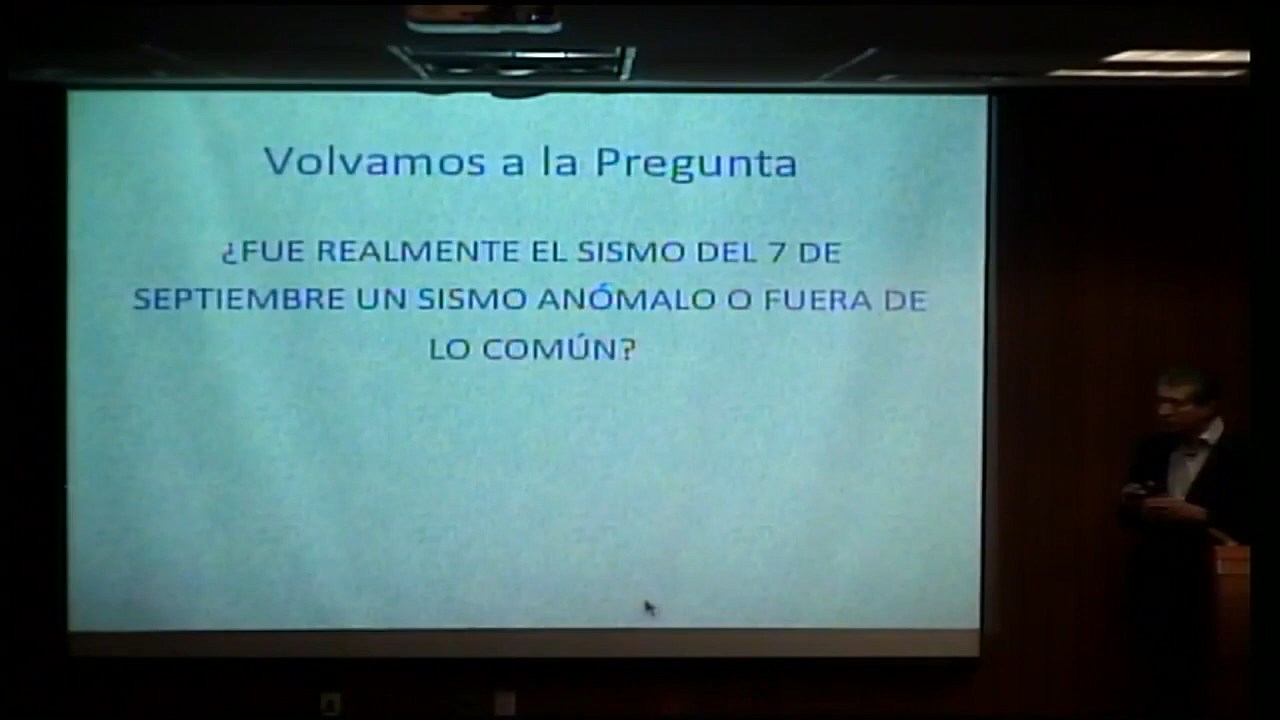 Volvamos a la Pregunta
¿FUE REALMENTE EL SISMO DEL 7 DE
SEPTIEMBRE UN SISMO ANÓMALO O FUERA DE
LO COMÚN?